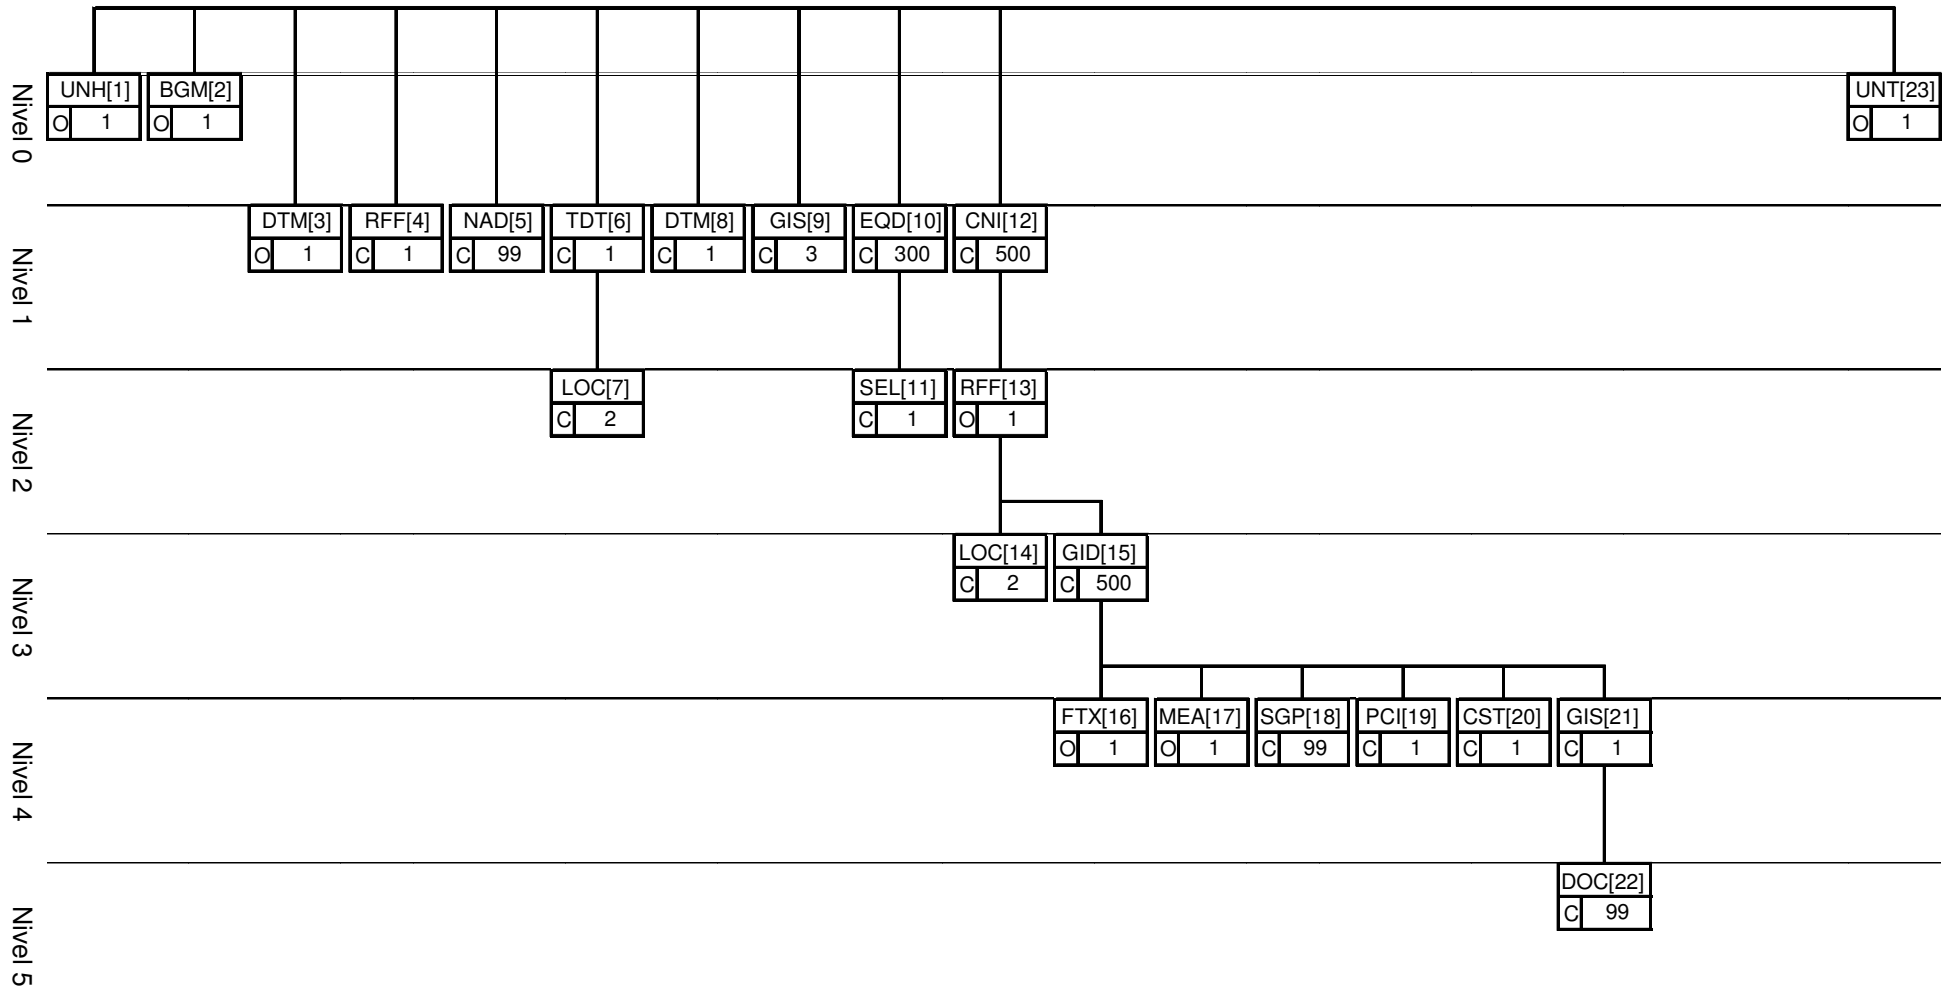 Nivel 0
UNH[1] BGM[2] UNT[23]
O 1 O 1 O 1
Nivel 1
DTM[3] RFF[4] NAD[5] TDT[6] DTM[8] GIS[9] EQD[10] CNI[12]
O 1 C 1 C 99 C 1 C 1 C 3 C 300 C 500
Nivel 2
LOC[7] SEL[11] RFF[13]
C 2 C 1 O 1
Nivel 3
LOC[14] GID[15]
C 2 C 500
Nivel 4
FTX[16] MEA[17] SGP[18] PCI[19] CST[20] GIS[21]
O 1 O 1 C 99 C 1 C 1 C 1
Nivel 5
DOC[22]
C 99